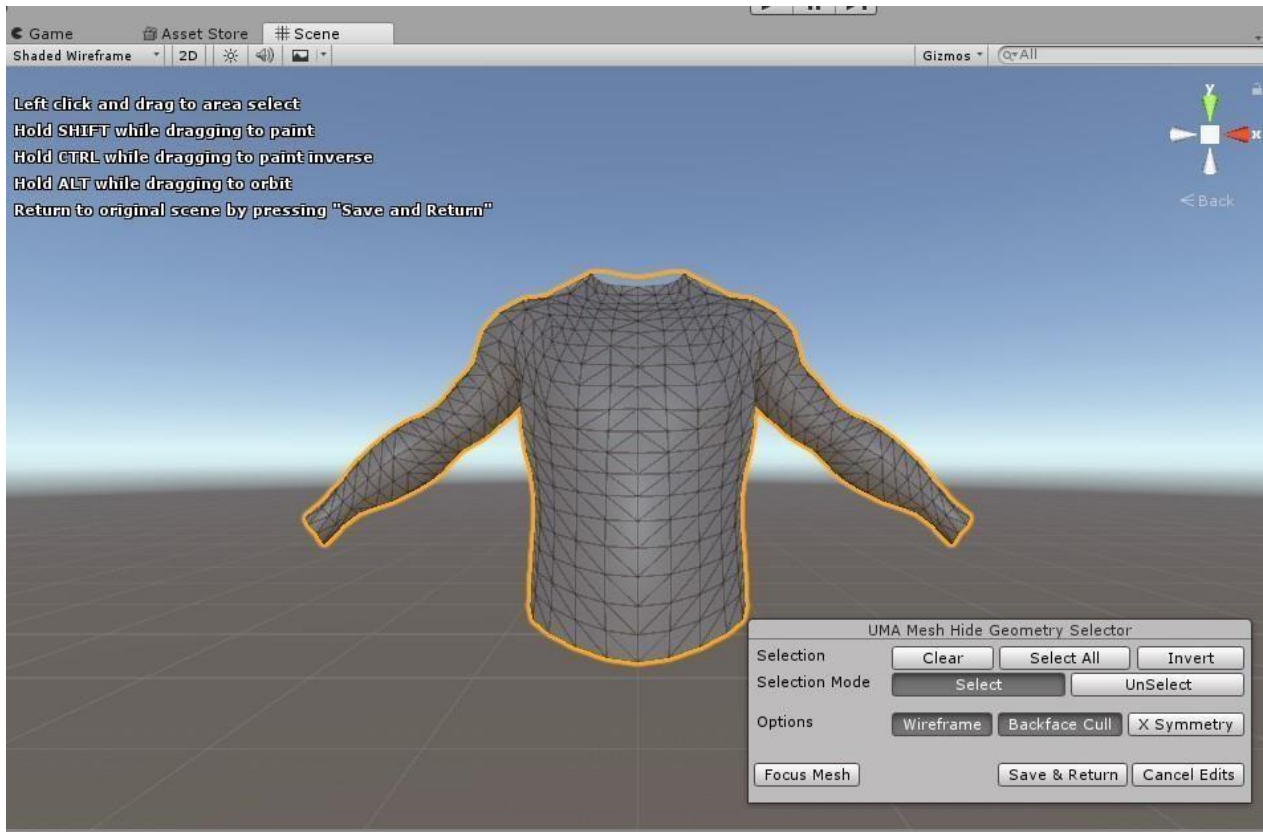 Game Asset Store Scene
Shaded Wireframe 2D Gizmos All
Left click and drag to area select
Hold SHIFT while dragging to paint
Hold CTRL while dragging to paint inverse
Hold ALT while dragging to orbit
Return to original scene by pressing "Save and Return"
y
x
Back
UMA Mesh Hide Geometry Selector
Selection Clear Select All Invert
Selection Mode Select UnSelect
Options Wireframe Backface Cull X Symmetry
Focus Mesh Save & Return Cancel Edits